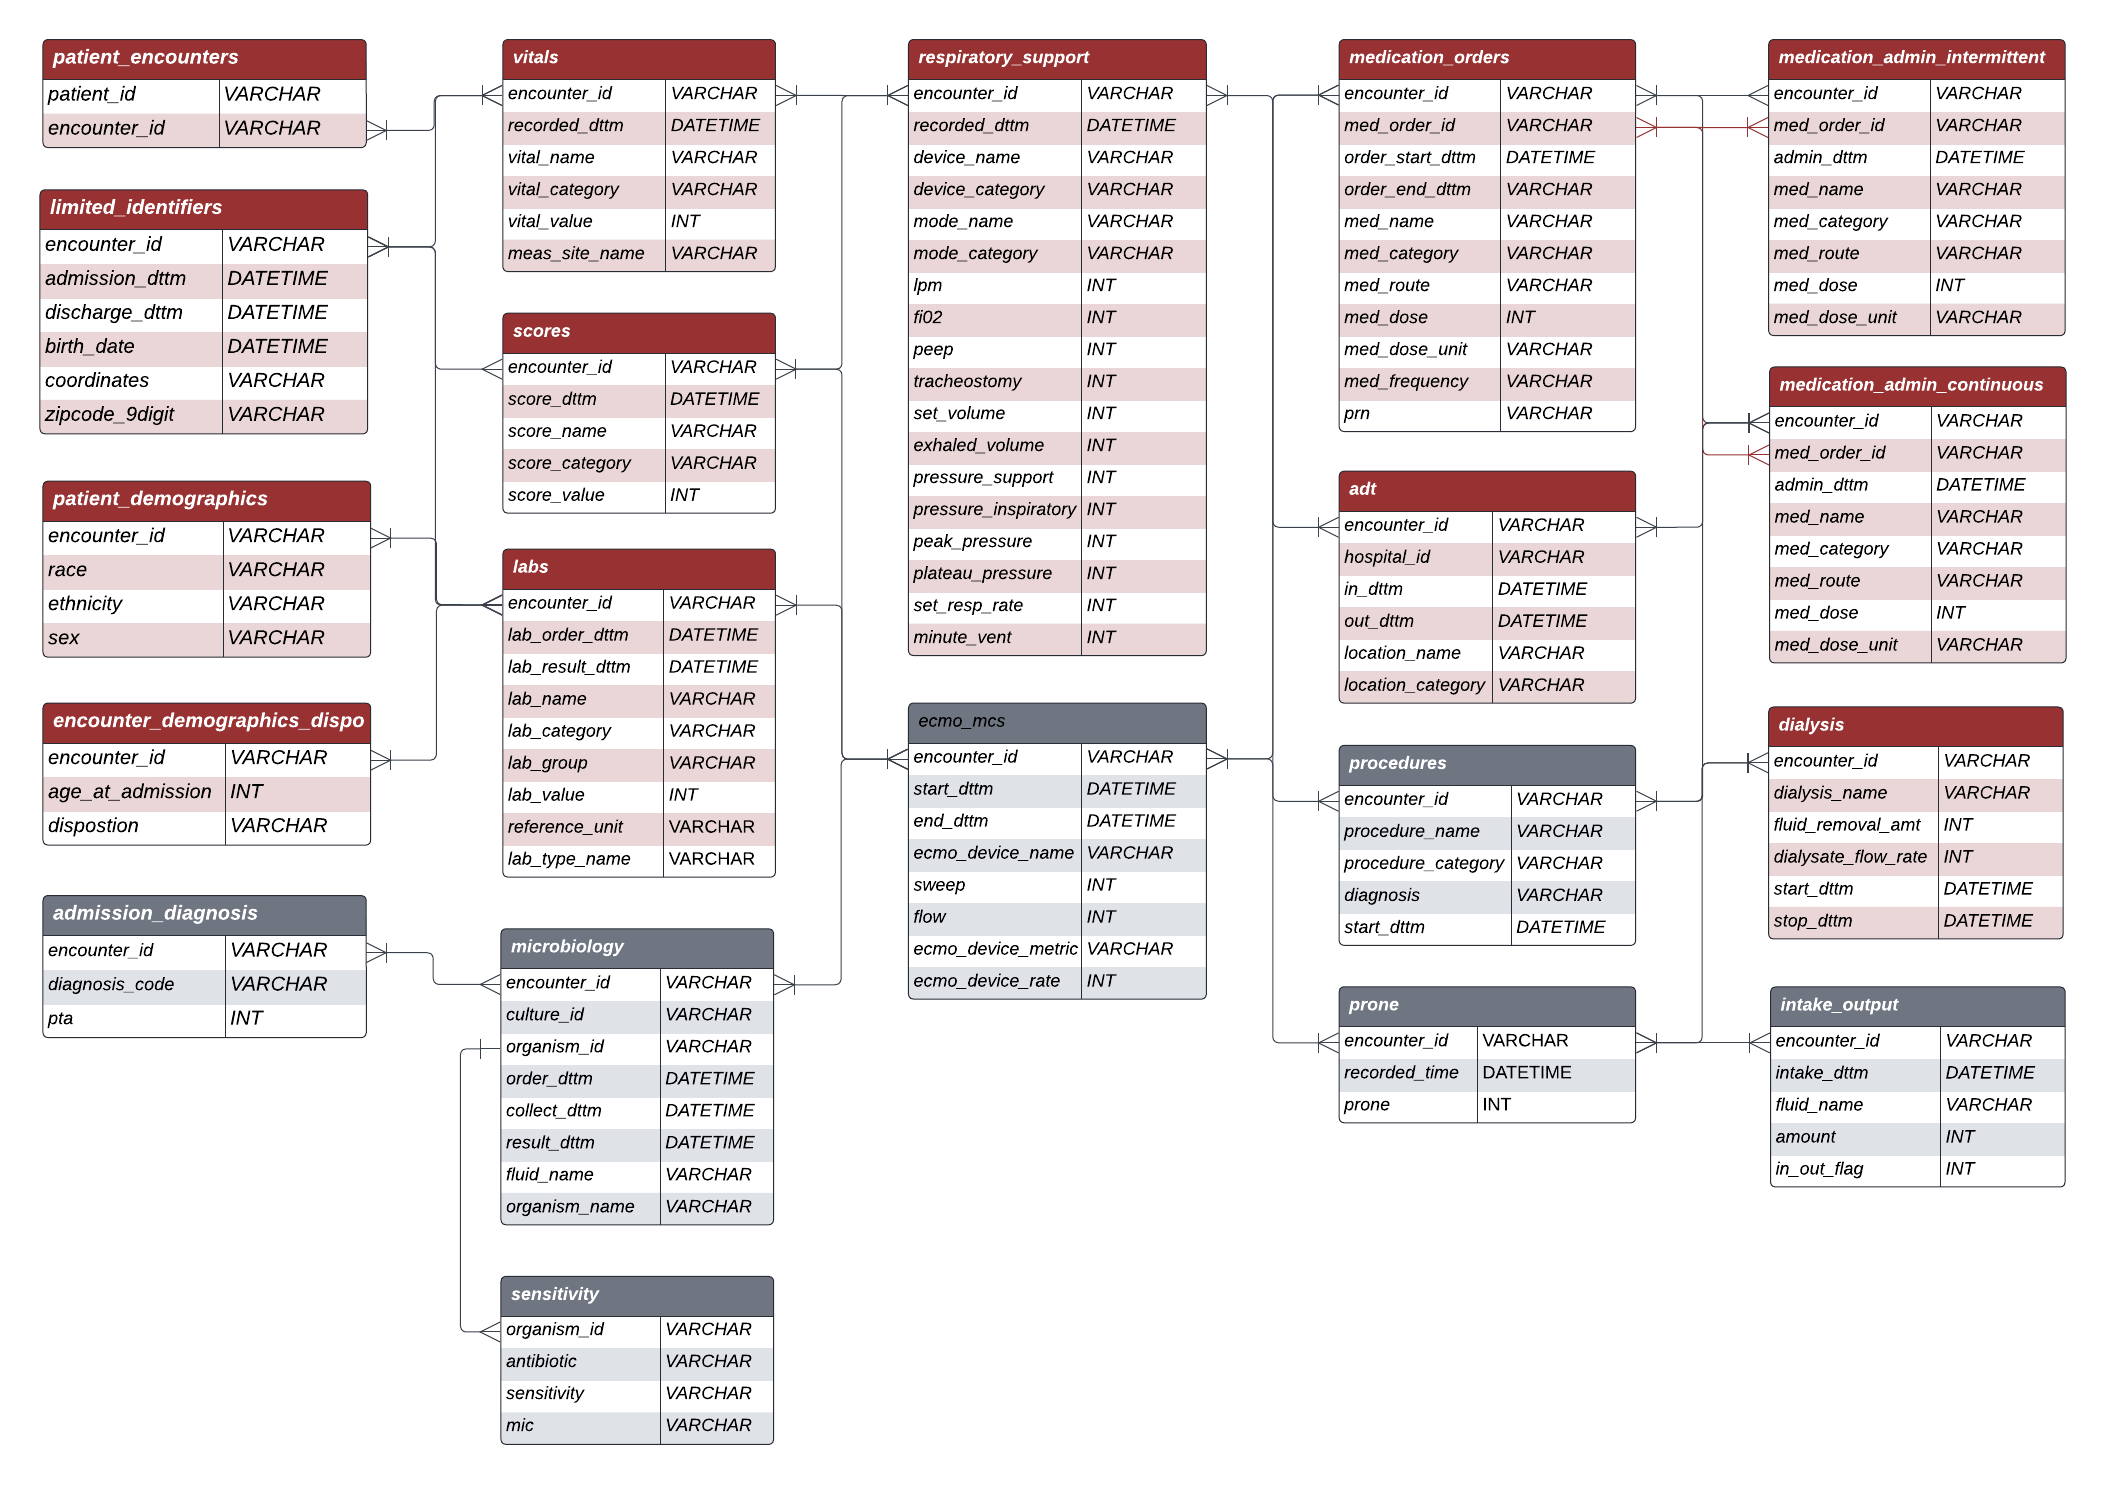 patient_encounters
patient_id VARCHAR
encounter_id VARCHAR
limited_identifiers
encounter_id VARCHAR
admission_dttm DATETIME
discharge_dttm DATETIME
birth_date DATETIME
coordinates VARCHAR
zipcode_9digit VARCHAR
patient_demographics
encounter_id VARCHAR
race VARCHAR
ethnicity VARCHAR
sex VARCHAR
encounter_demographics_dispo
encounter_id VARCHAR
age_at_admission INT
dispostion VARCHAR
admission_diagnosis
encounter_id VARCHAR
diagnosis_code VARCHAR
pta INT
vitals
encounter_id VARCHAR
recorded_dttm DATETIME
vital_name VARCHAR
vital_category VARCHAR
vital_value INT
meas_site_name VARCHAR
scores
encounter_id VARCHAR
score_dttm DATETIME
score_name VARCHAR
score_category VARCHAR
score_value INT
labs
encounter_id VARCHAR
lab_order_dttm DATETIME
lab_result_dttm DATETIME
lab_name VARCHAR
lab_category VARCHAR
lab_group VARCHAR
lab_value INT
reference_unit VARCHAR
lab_type_name VARCHAR
microbiology
encounter_id VARCHAR
culture_id VARCHAR
organism_id VARCHAR
order_dttm DATETIME
collect_dttm DATETIME
result_dttm DATETIME
fluid_name VARCHAR
organism_name VARCHAR
sensitivity
organism_id VARCHAR
antibiotic VARCHAR
sensitivity VARCHAR
mic VARCHAR
respiratory_support
encounter_id VARCHAR
recorded_dttm DATETIME
device_name VARCHAR
device_category VARCHAR
mode_name VARCHAR
mode_category VARCHAR
lpm INT
fi02 INT
peep INT
tracheostomy INT
set_volume INT
exhaled_volume INT
pressure_support INT
pressure_inspiratory INT
peak_pressure INT
plateau_pressure INT
set_resp_rate INT
minute_vent INT
ecmo_mcs
encounter_id VARCHAR
start_dttm DATETIME
end_dttm DATETIME
ecmo_device_name VARCHAR
sweep INT
flow INT
ecmo_device_metric VARCHAR
ecmo_device_rate INT
medication_orders
encounter_id VARCHAR
med_order_id VARCHAR
order_start_dttm DATETIME
order_end_dttm VARCHAR
med_name VARCHAR
med_category VARCHAR
med_route VARCHAR
med_dose INT
med_dose_unit VARCHAR
med_frequency VARCHAR
prn VARCHAR
adt
encounter_id VARCHAR
hospital_id VARCHAR
in_dttm DATETIME
out_dttm DATETIME
location_name VARCHAR
location_category VARCHAR
procedures
encounter_id VARCHAR
procedure_name VARCHAR
procedure_category VARCHAR
diagnosis VARCHAR
start_dttm DATETIME
prone
encounter_id VARCHAR
recorded_time DATETIME
prone INT
medication_admin_intermittent
encounter_id VARCHAR
med_order_id VARCHAR
admin_dttm DATETIME
med_name VARCHAR
med_category VARCHAR
med_route VARCHAR
med_dose INT
med_dose_unit VARCHAR
medication_admin_continuous
encounter_id VARCHAR
med_order_id VARCHAR
admin_dttm DATETIME
med_name VARCHAR
med_category VARCHAR
med_route VARCHAR
med_dose INT
med_dose_unit VARCHAR
dialysis
encounter_id VARCHAR
dialysis_name VARCHAR
fluid_removal_amt INT
dialysate_flow_rate INT
start_dttm DATETIME
stop_dttm DATETIME
intake_output
encounter_id VARCHAR
intake_dttm DATETIME
fluid_name VARCHAR
amount INT
in_out_flag INT